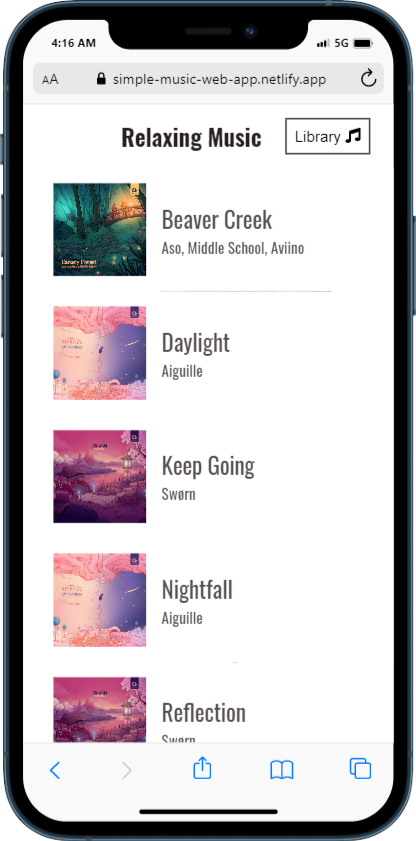 4:16 AM
5G
AA
simple-music-web-app.netlify.app
Relaxing Music
Library
Beaver Creek
Aso, Middle School, Aviino
Daylight
Aiguille
Keep Going
Swørn
Nightfall
Aiguille
Reflection
Swørn